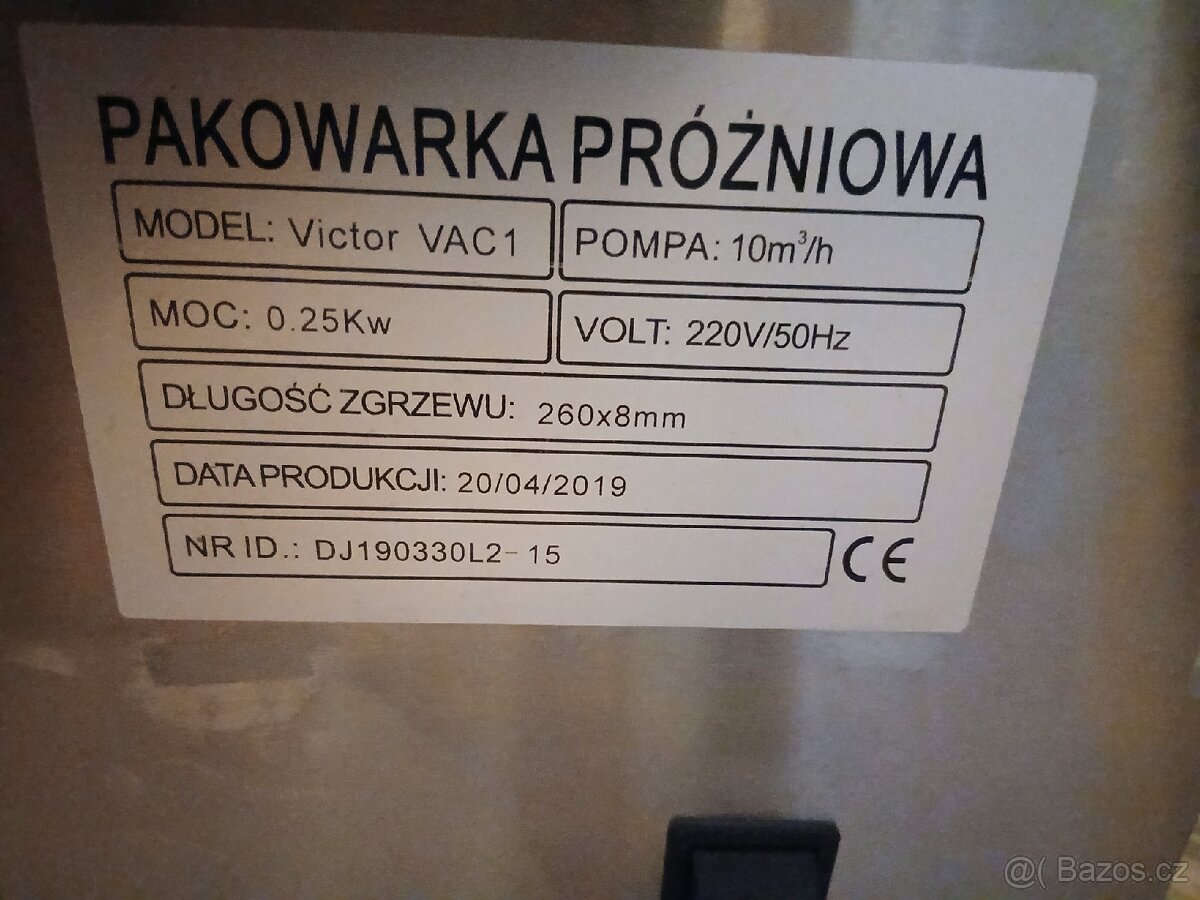 PAKOWARKA PRÓŻNIOWA
MODEL: Victor VAC1
POMPA: 10m³/h
MOC: 0.25Kw
VOLT: 220V/50Hz
DŁUGOŚĆ ZGRZEWU: 260x8mm
DATA PRODUKCJI: 20/04/2019
NR ID.: DJ190330L2-15
CE
@( Bazos.cz